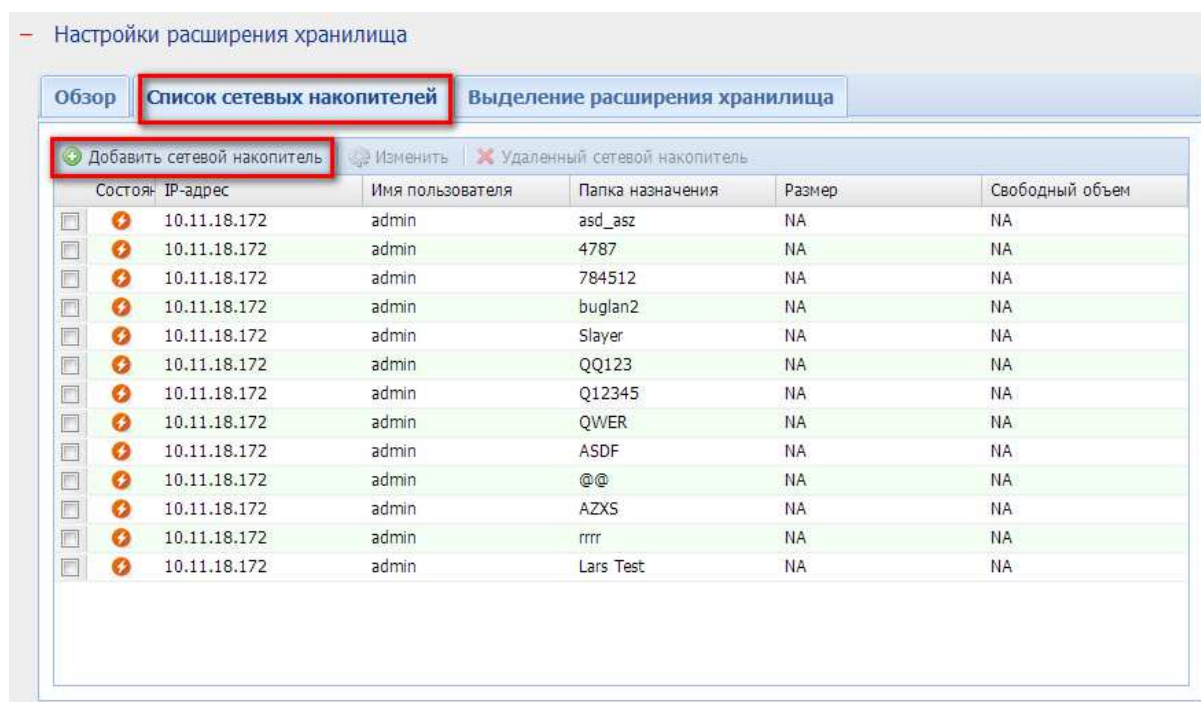 − Настройки расширения хранилища
Обзор Список сетевых накопителей Выделение расширения хранилища
Добавить сетевой накопитель Изменить Удаленный сетевой накопитель
Состоян IP-адрес Имя пользователя Папка назначения Размер Свободный объем
10.11.18.172 admin asd_asz NA NA
10.11.18.172 admin 4787 NA NA
10.11.18.172 admin 784512 NA NA
10.11.18.172 admin buglan2 NA NA
10.11.18.172 admin Slayer NA NA
10.11.18.172 admin QQ123 NA NA
10.11.18.172 admin Q12345 NA NA
10.11.18.172 admin QWER NA NA
10.11.18.172 admin ASDF NA NA
10.11.18.172 admin @@ NA NA
10.11.18.172 admin AZXS NA NA
10.11.18.172 admin rrrr NA NA
10.11.18.172 admin Lars Test NA NA